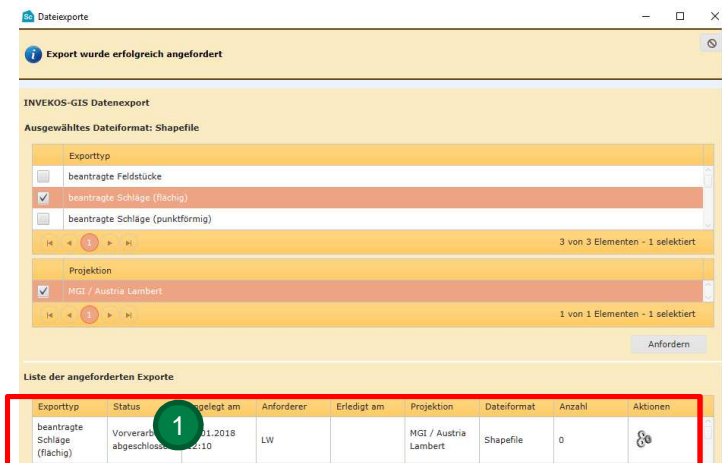 Dateiexporte
Export wurde erfolgreich angefordert
INVEKOS-GIS Datenexport
Ausgewähltes Dateiformat: Shapefile
Exporttyp
beantragte Feldstücke
beantragte Schläge (flächig)
beantragte Schläge (punktförmig)
1
3 von 3 Elementen - 1 selektiert
Projektion
MGI / Austria Lambert
1
1 von 1 Elementen - 1 selektiert
Anfordern
Liste der angeforderten Exporte
Exporttyp Status am Anforderer Erledigt am Projektion Dateiformat Anzahl Aktionen
1
beantragte
Schläge
(flächig)
abgeschlosse
LW
MGI / Austria
Lambert
Shapefile
0